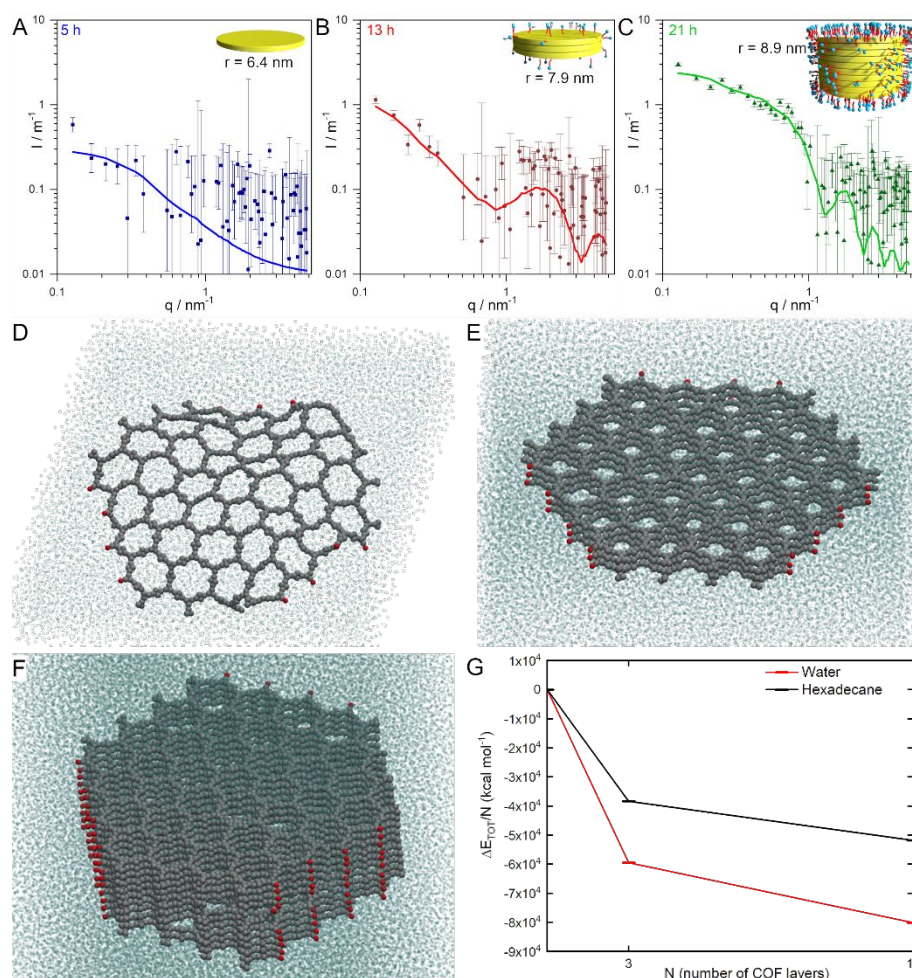 A
5 h
r = 6.4 nm
10
1
0.1
0.01
I / m⁻¹
0.1
1
q / nm⁻¹
B
13 h
r = 7.9 nm
10
1
0.1
0.01
I / m⁻¹
0.1
1
q / nm⁻¹
C
21 h
r = 8.9 nm
10
1
0.1
0.01
I / m⁻¹
0.1
1
q / nm⁻¹
D
E
F
G
Water
Hexadecane
1x10⁴
0
-1x10⁴
-2x10⁴
-3x10⁴
-4x10⁴
-5x10⁴
-6x10⁴
-7x10⁴
-8x10⁴
-9x10⁴
ΔE_TOT/N (kcal mol⁻¹)
3
1
N (number of COF layers)